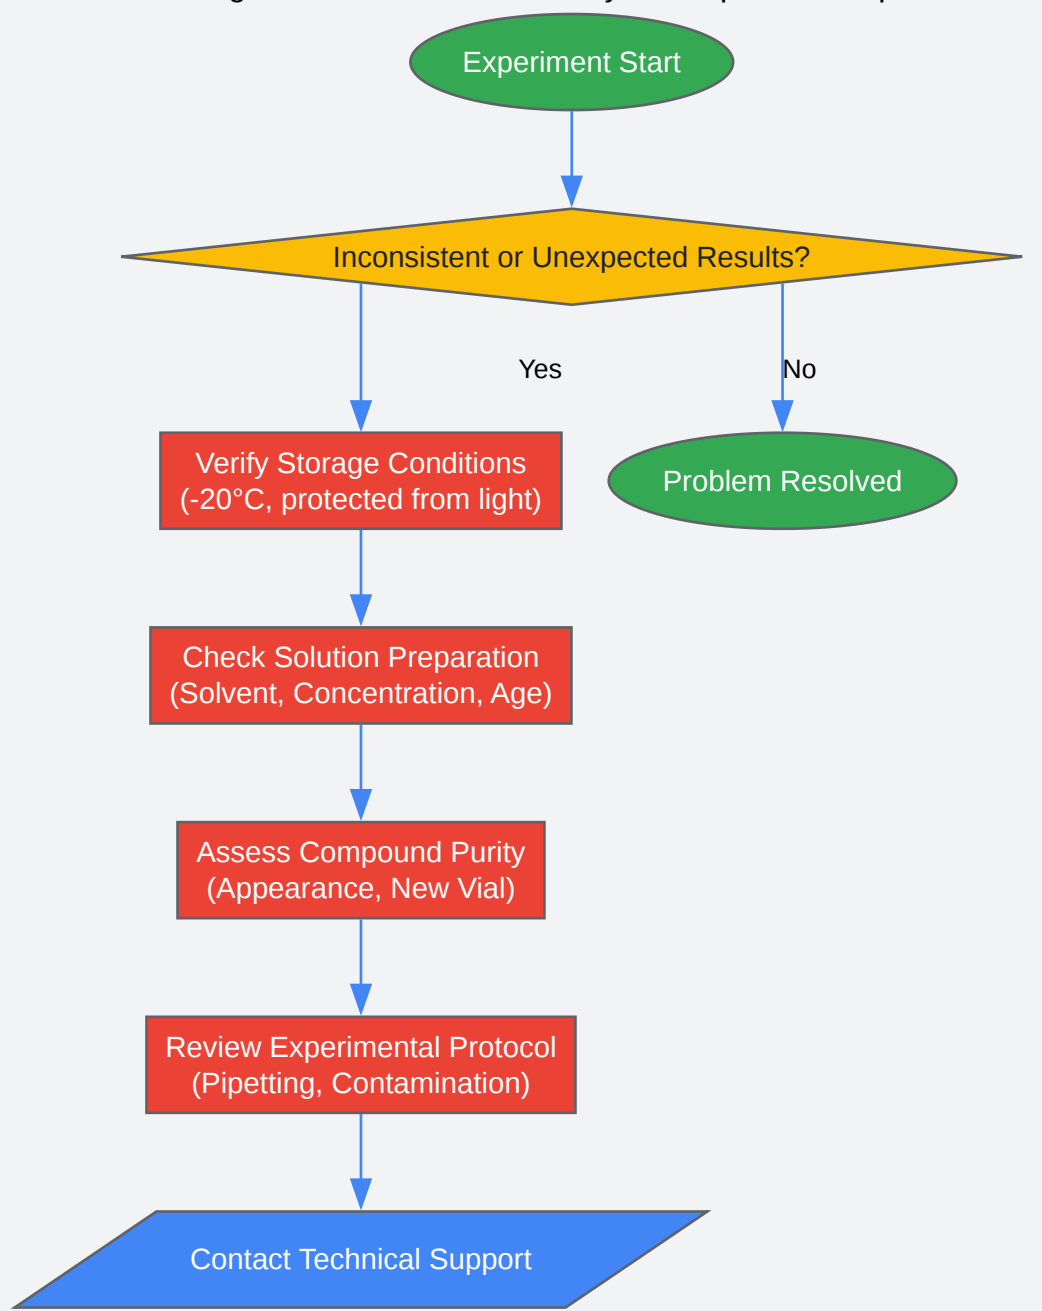 Experiment Start
Inconsistent or Unexpected Results?
Yes
No
Verify Storage Conditions
(-20°C, protected from light)
Problem Resolved
Check Solution Preparation
(Solvent, Concentration, Age)
Assess Compound Purity
(Appearance, New Vial)
Review Experimental Protocol
(Pipetting, Contamination)
Contact Technical Support